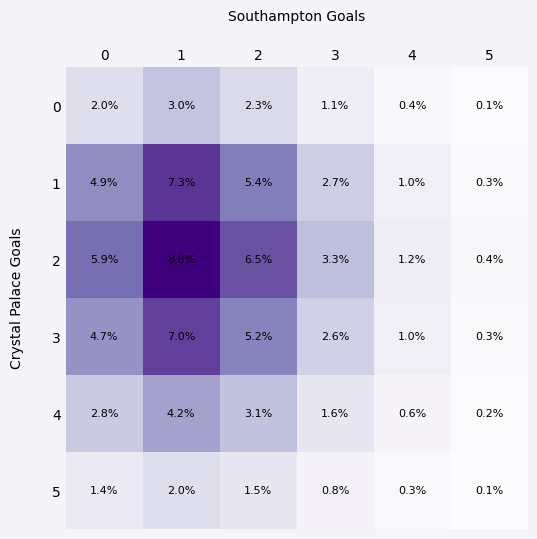 Southampton Goals
0 1 2 3 4 5
0 2.0% 3.0% 2.3% 1.1% 0.4% 0.1%
1 4.9% 7.3% 5.4% 2.7% 1.0% 0.3%
Crystal Palace Goals
2 5.9% 8.8% 6.5% 3.3% 1.2% 0.4%
3 4.7% 7.0% 5.2% 2.6% 1.0% 0.3%
4 2.8% 4.2% 3.1% 1.6% 0.6% 0.2%
5 1.4% 2.0% 1.5% 0.8% 0.3% 0.1%